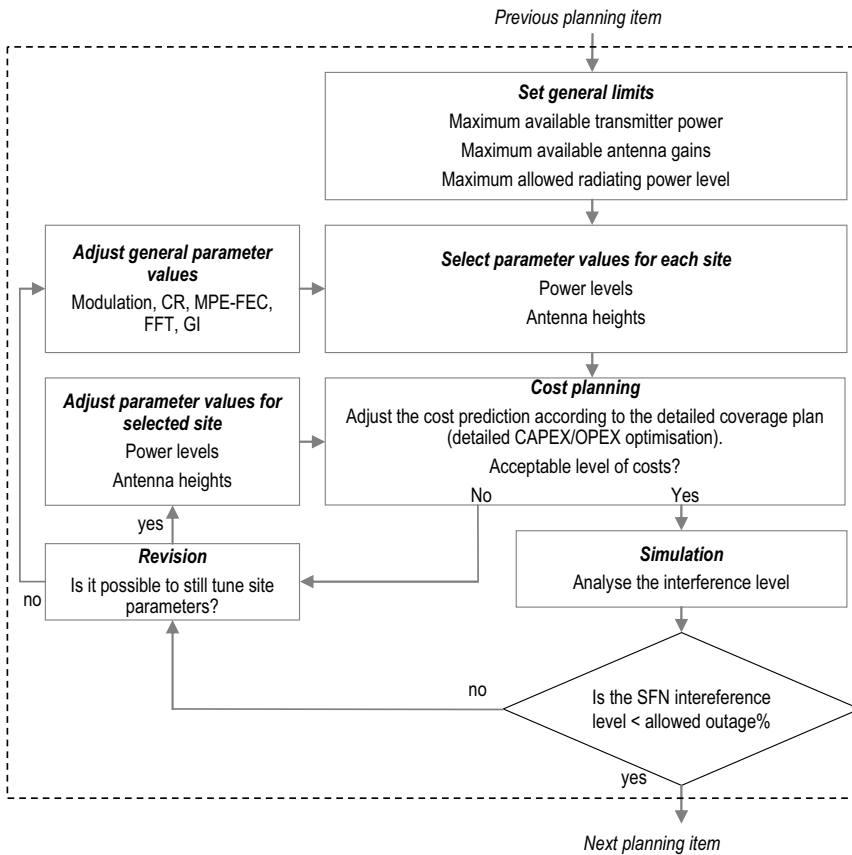 Previous planning item
Set general limits
Maximum available transmitter power
Maximum available antenna gains
Maximum allowed radiating power level
Adjust general parameter
values
Modulation, CR, MPE-FEC,
FFT, GI
Select parameter values for each site
Power levels
Antenna heights
Adjust parameter values for
selected site
Power levels
Antenna heights
Cost planning
Adjust the cost prediction according to the detailed coverage plan
(detailed CAPEX/OPEX optimisation).
Acceptable level of costs?
No
Yes
yes
Revision
Is it possible to still tune site
parameters?
no
Simulation
Analyse the interference level
no
Is the SFN intereference
level < allowed outage%
yes
Next planning item